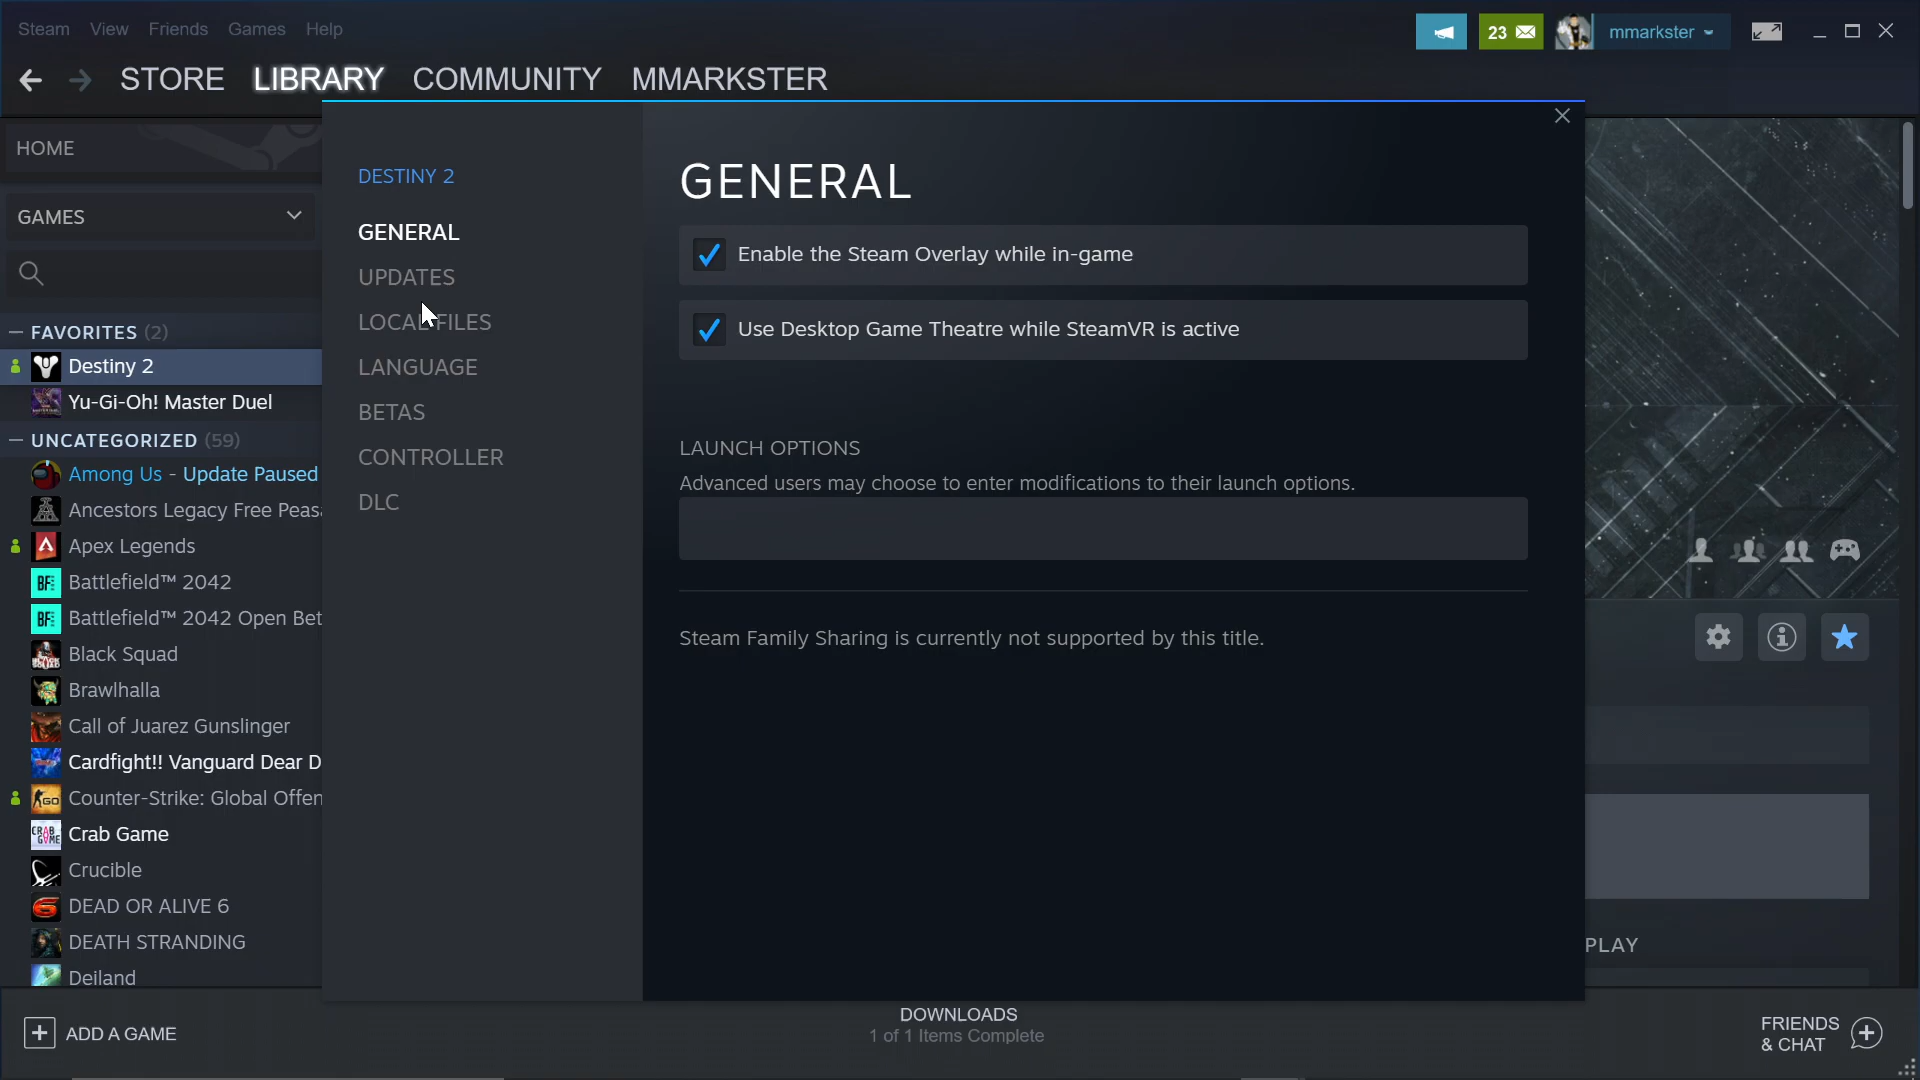 Steam View Friends Games Help
23 mmarkster
STORE LIBRARY COMMUNITY MMARKSTER
HOME
GAMES
FAVORITES (2)
Destiny 2
Yu-Gi-Oh! Master Duel
UNCATEGORIZED (59)
Among Us - Update Paused
Ancestors Legacy Free Peas
Apex Legends
Battlefield™ 2042
Battlefield™ 2042 Open Bet
Black Squad
Brawlhalla
Call of Juarez Gunslinger
Cardfight!! Vanguard Dear D
Counter-Strike: Global Offen
Crab Game
Crucible
DEAD OR ALIVE 6
DEATH STRANDING
Deiland
DESTINY 2
GENERAL
UPDATES
LOCAL FILES
LANGUAGE
BETAS
CONTROLLER
DLC
GENERAL
Enable the Steam Overlay while in-game
Use Desktop Game Theatre while SteamVR is active
LAUNCH OPTIONS
Advanced users may choose to enter modifications to their launch options.
Steam Family Sharing is currently not supported by this title.
PLAY
ADD A GAME
DOWNLOADS
1 of 1 Items Complete
FRIENDS
& CHAT